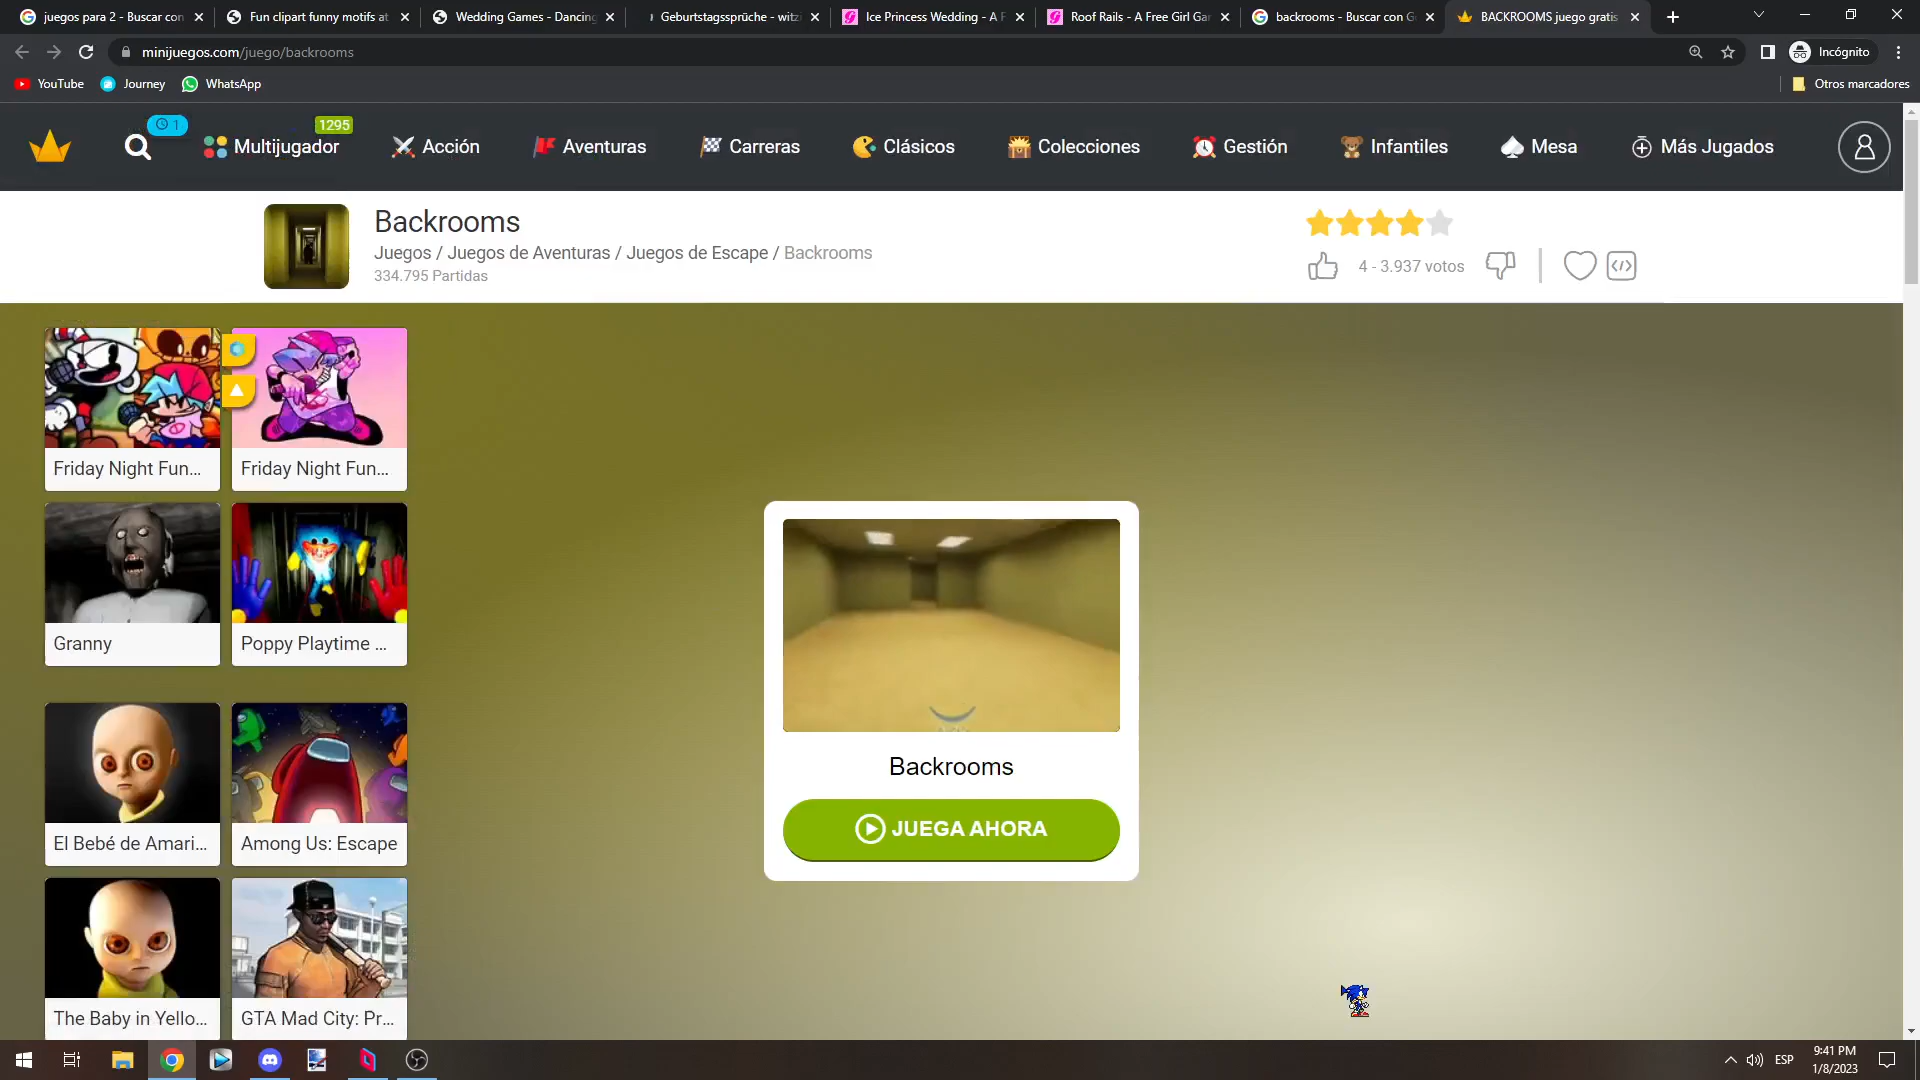 juegos para 2 - Buscar con
Fun clipart funny motifs at
Wedding Games - Dancing
Geburtstagssprüche - witzi
Ice Princess Wedding - A F
Roof Rails - A Free Girl Gar
backrooms - Buscar con G
BACKROOMS juego gratis
minijuegos.com/juego/backrooms
Incógnito
YouTube
Journey
WhatsApp
Otros marcadores
1
1295
Multijugador
Acción
Aventuras
Carreras
Clásicos
Colecciones
Gestión
Infantiles
Mesa
Más Jugados
Backrooms
Juegos / Juegos de Aventuras / Juegos de Escape / Backrooms
334.795 Partidas
4 - 3.937 votos
Friday Night Fun...
Friday Night Fun...
Granny
Poppy Playtime ...
El Bebé de Amari...
Among Us: Escape
The Baby in Yello...
GTA Mad City: Pr...
Backrooms
JUEGA AHORA
ESP
9:41 PM
1/8/2023